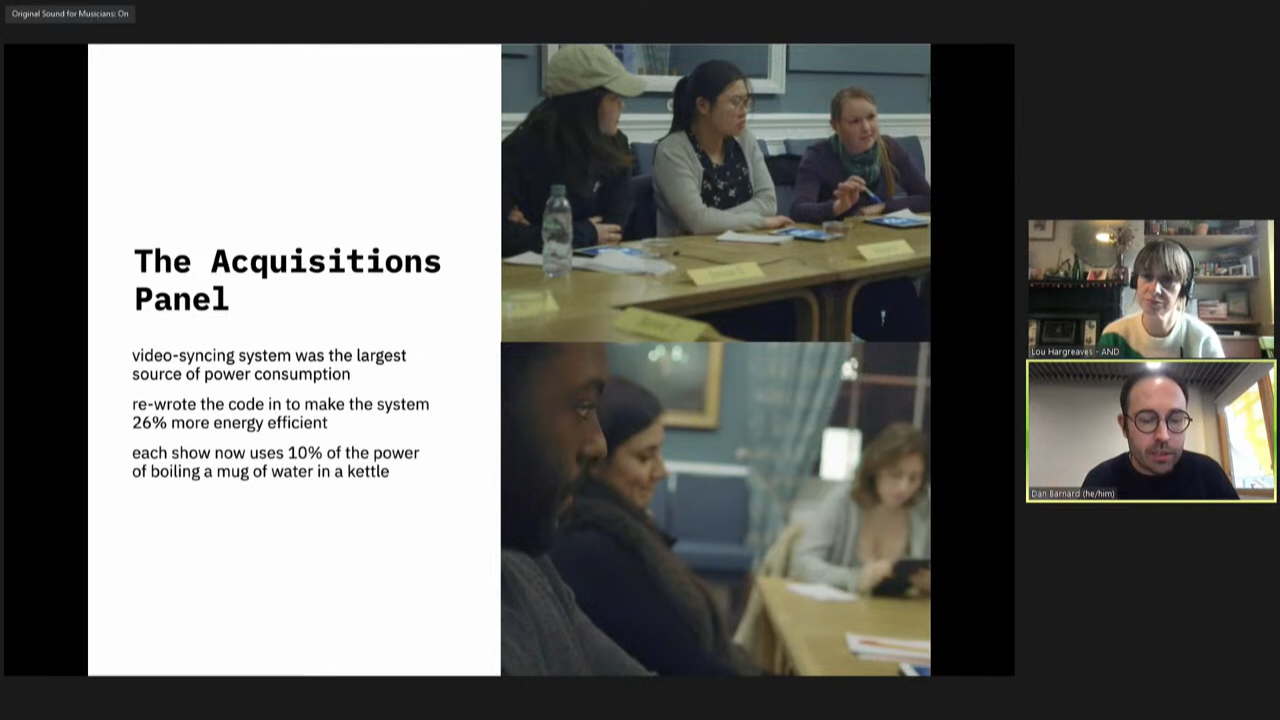 Original Sound for Musicians: On
The Acquisitions
Panel
video-syncing system was the largest
source of power consumption
re-wrote the code in to make the system
26% more energy efficient
each show now uses 10% of the power
of boiling a mug of water in a kettle
Lou Hargreaves - AND
Dan Barnard (he/him)